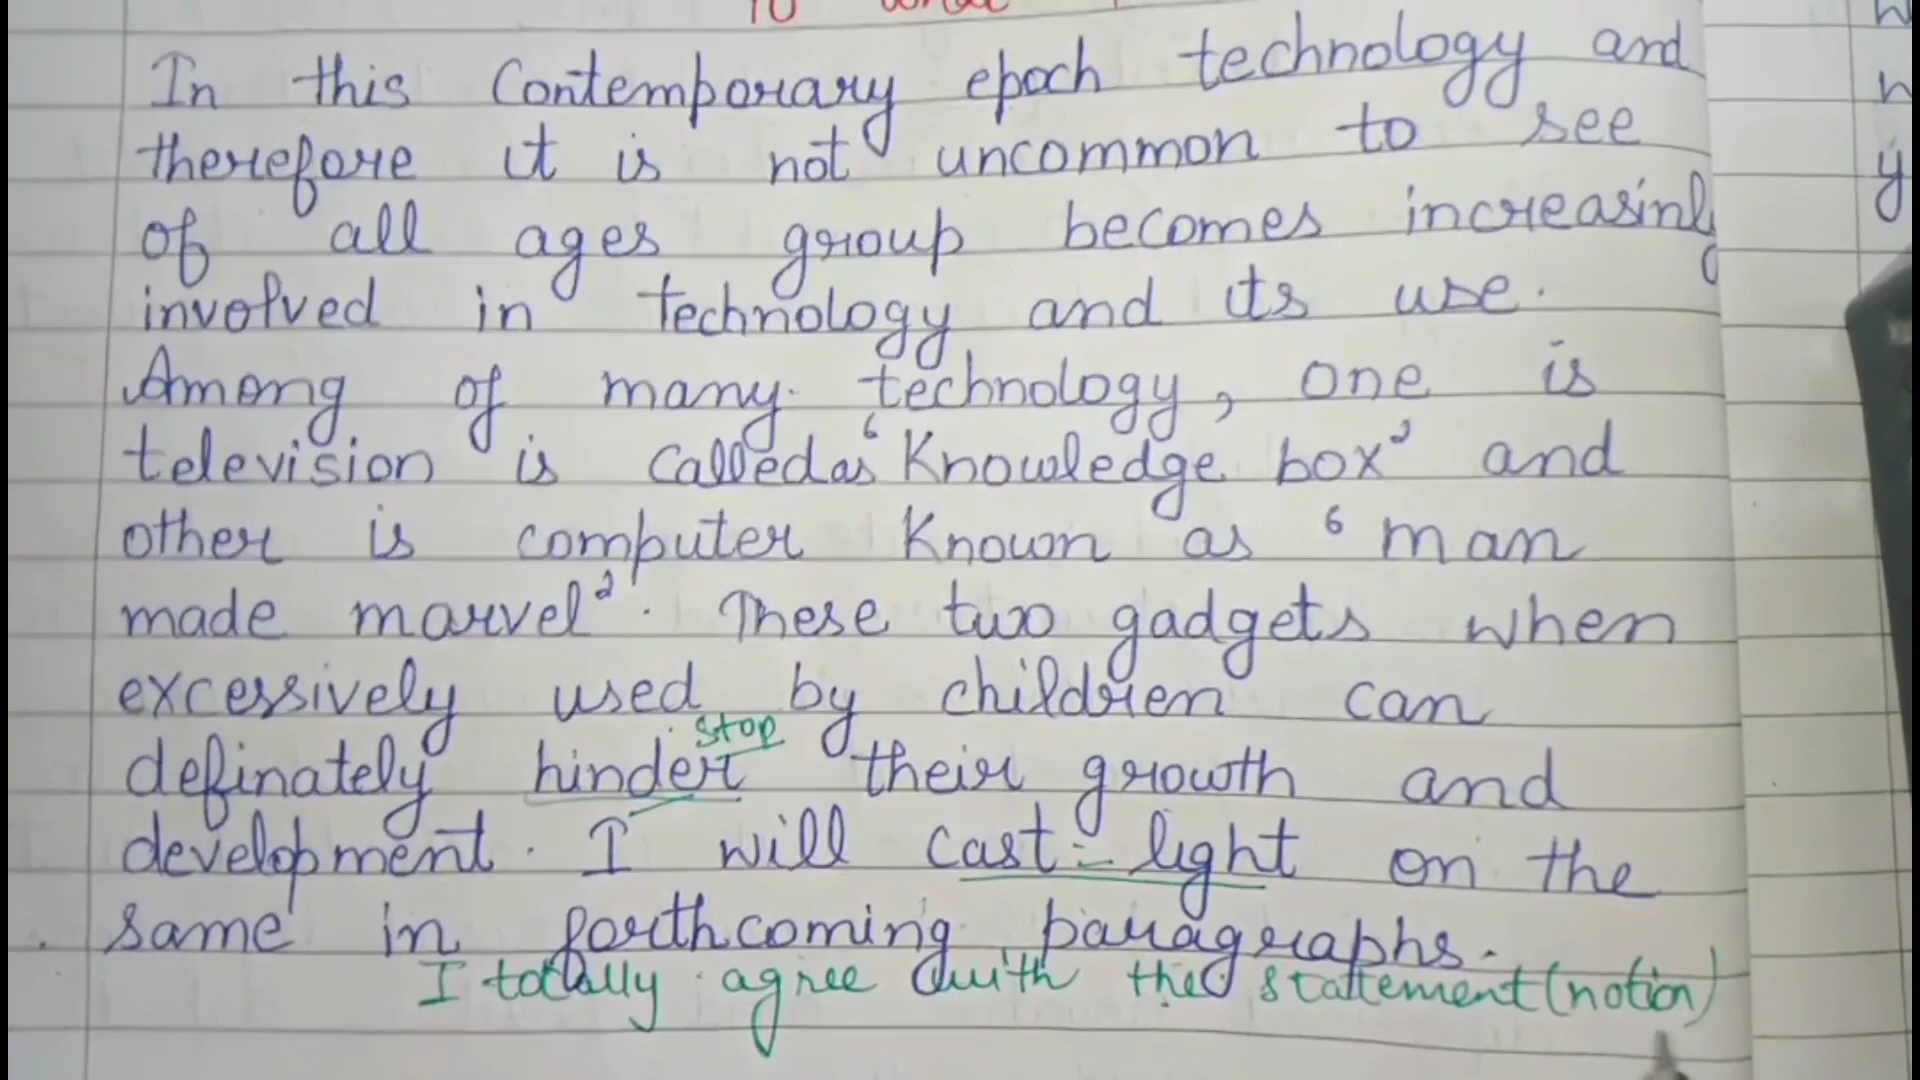 In this Contemporary epoch technology and
therefore it is not uncommon to see
of all ages group becomes increasinly
involved in technology and its use.
Among of many technology, one is
television is called as 'Knowledge box' and
other is computer Known as 'man
made marvel'. These two gadgets when
excessively used by children can
stop
definately hinder their growth and
development. I will cast-light on the
same in forthcoming paragraphs.
I totally agree with the statement (notion)